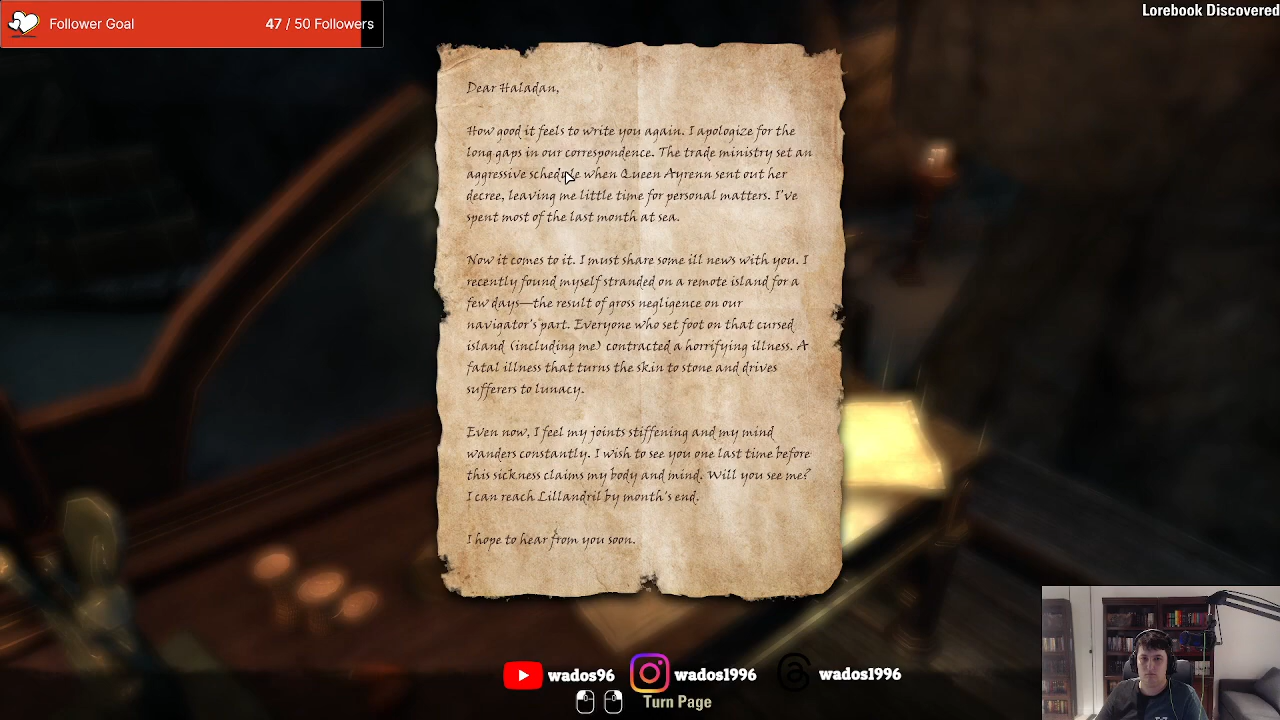 Follower Goal
47 / 50 Followers
Lorebook Discovered
Dear Haladan,
How good it feels to write you again. I apologize for the
long gaps in our correspondence. The trade ministry set an
aggressive schedule when Queen Ayrenn sent out her
decree, leaving me little time for personal matters. I've
spent most of the last month at sea.
Now it comes to it. I must share some ill news with you. I
recently found myself stranded on a remote island for a
few days—the result of gross negligence on our
navigator's part. Everyone who set foot on that cursed
island (including me) contracted a horrifying illness. A
fatal illness that turns the skin to stone and drives
sufferers to lunacy.
Even now, I feel my joints stiffening and my mind
wanders constantly. I wish to see you one last time before
this sickness claims my body and mind. Will you see me?
I can reach Lillandril by month's end.
I hope to hear from you soon.
wados96
wados1996
wados1996
Turn Page